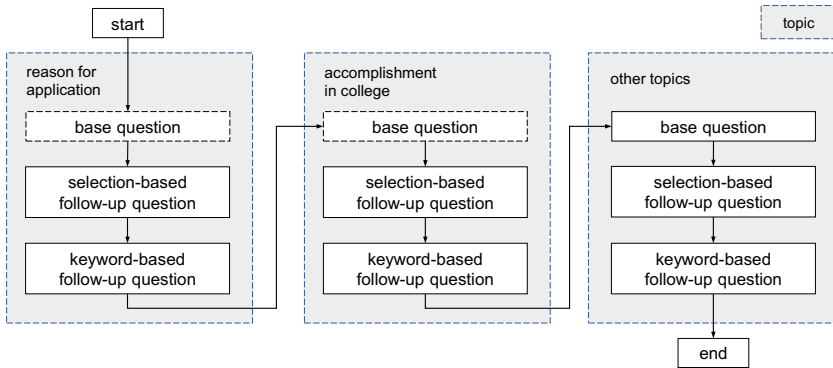 start
topic
reason for
application
base question
selection-based
follow-up question
keyword-based
follow-up question
accomplishment
in college
base question
selection-based
follow-up question
keyword-based
follow-up question
other topics
base question
selection-based
follow-up question
keyword-based
follow-up question
end